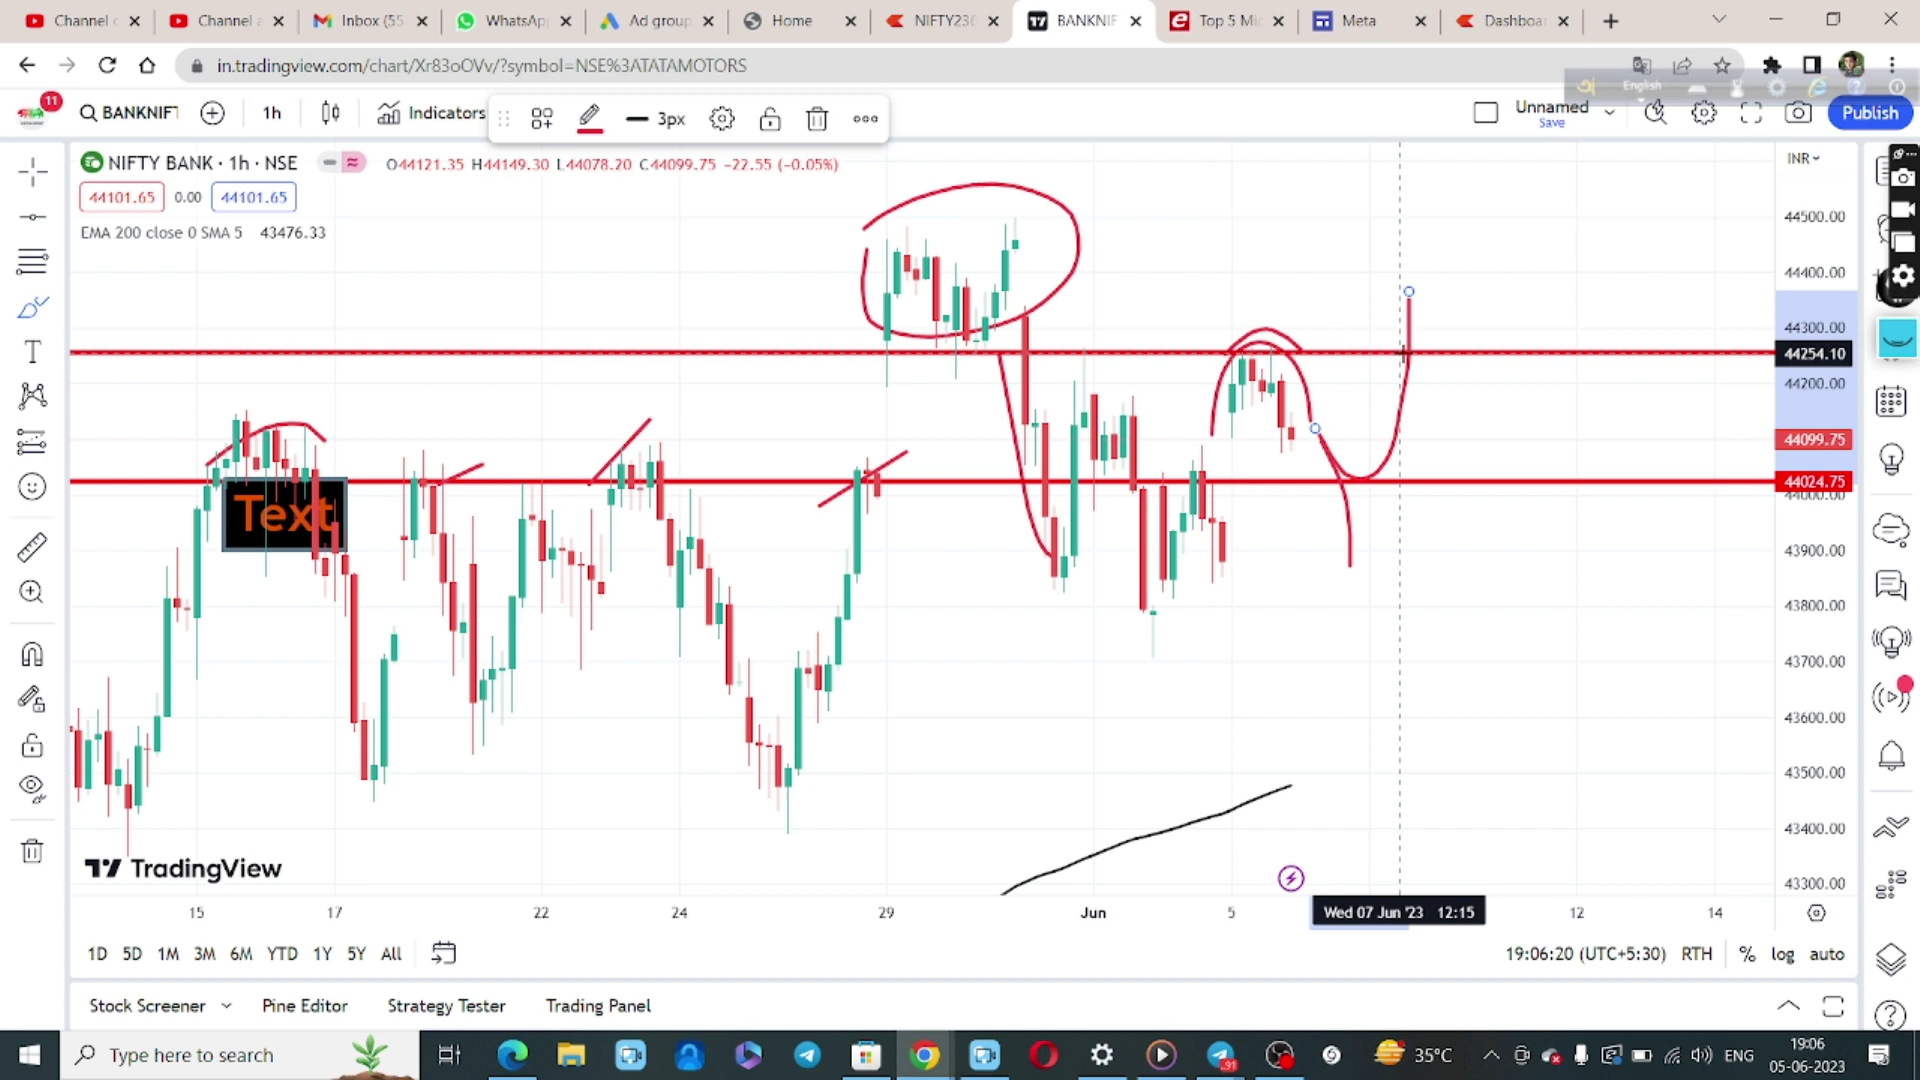 Channel c
Channel a
Inbox (55
WhatsApp
Ad group
Home
NIFTY236
BANKNIF
Top 5 Mi
Meta
Dashboa
in.tradingview.com/chart/Xr83oOVv/?symbol=NSE%3ATATAMOTORS
English
11
BANKNIFT
1h
Indicators
3px
Unnamed
Save
Publish
NIFTY BANK · 1h · NSE
O44121.35 H44149.30 L44078.20 C44099.75 −22.55 (−0.05%)
INR
44101.65 0.00 44101.65
EMA 200 close 0 SMA 5 43476.33
44500.00
44400.00
44300.00
44254.10
44200.00
44099.75
44024.75
44000.00
43900.00
43800.00
43700.00
43600.00
43500.00
43400.00
43300.00
Text
TradingView
15 17 22 24 29 Jun 5 Wed 07 Jun '23 12:15 12 14
1D 5D 1M 3M 6M YTD 1Y 5Y All
19:06:20 (UTC+5:30) RTH % log auto
Stock Screener Pine Editor Strategy Tester Trading Panel
Type here to search
91
35°C
ENG
19:06
05-06-2023